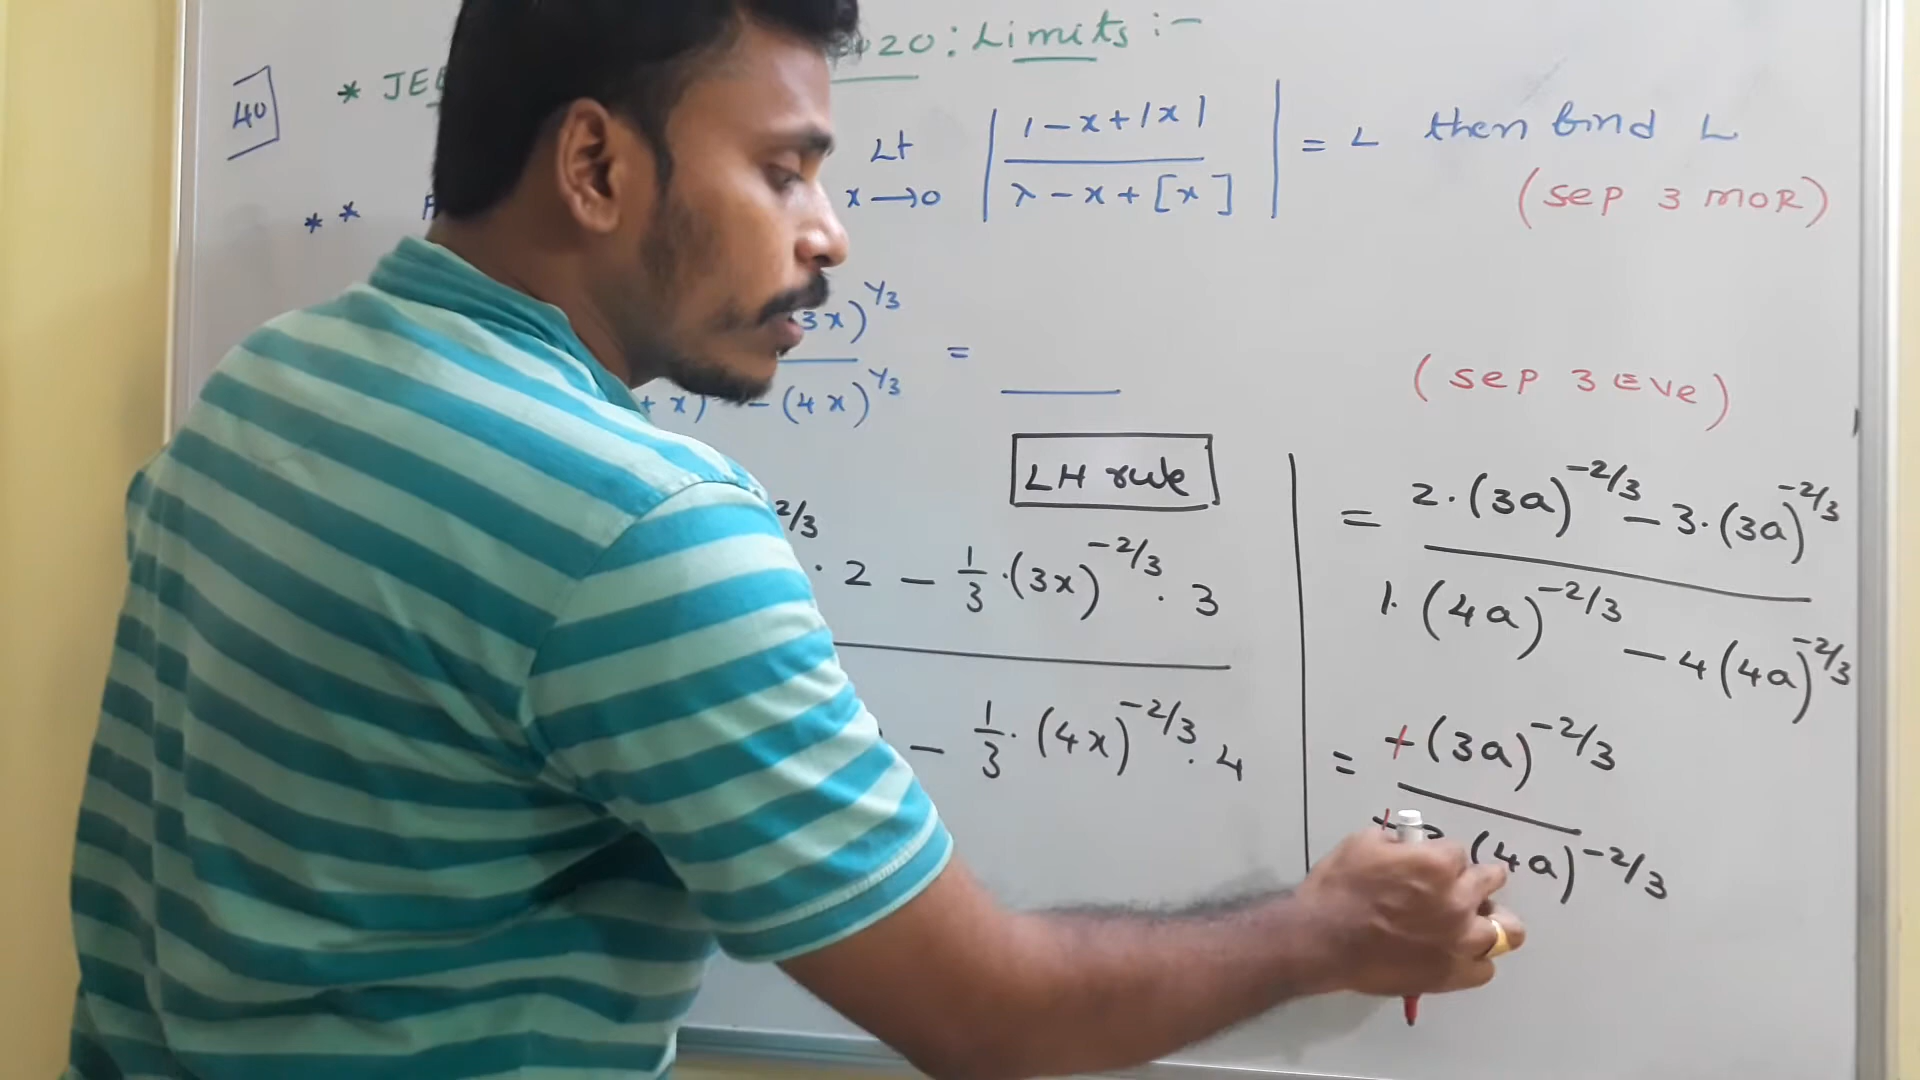 40
* JEE 2020 : Limits :-
* * Lt x→0 | 1-x+|x| / λ-x+[x] | = L then find L
(Sep 3 MOR)
3x)^1/3 / + x) - (4x)^1/3 = ____
(Sep 3 Eve)
LH rule
2/3 · 2 - 1/3 · (3x)^-2/3 · 3
- 1/3 · (4x)^-2/3 · 4
= 2·(3a)^-2/3 - 3·(3a)^-2/3
1·(4a)^-2/3 - 4(4a)^-2/3
= +(3a)^-2/3
+ (4a)^-2/3